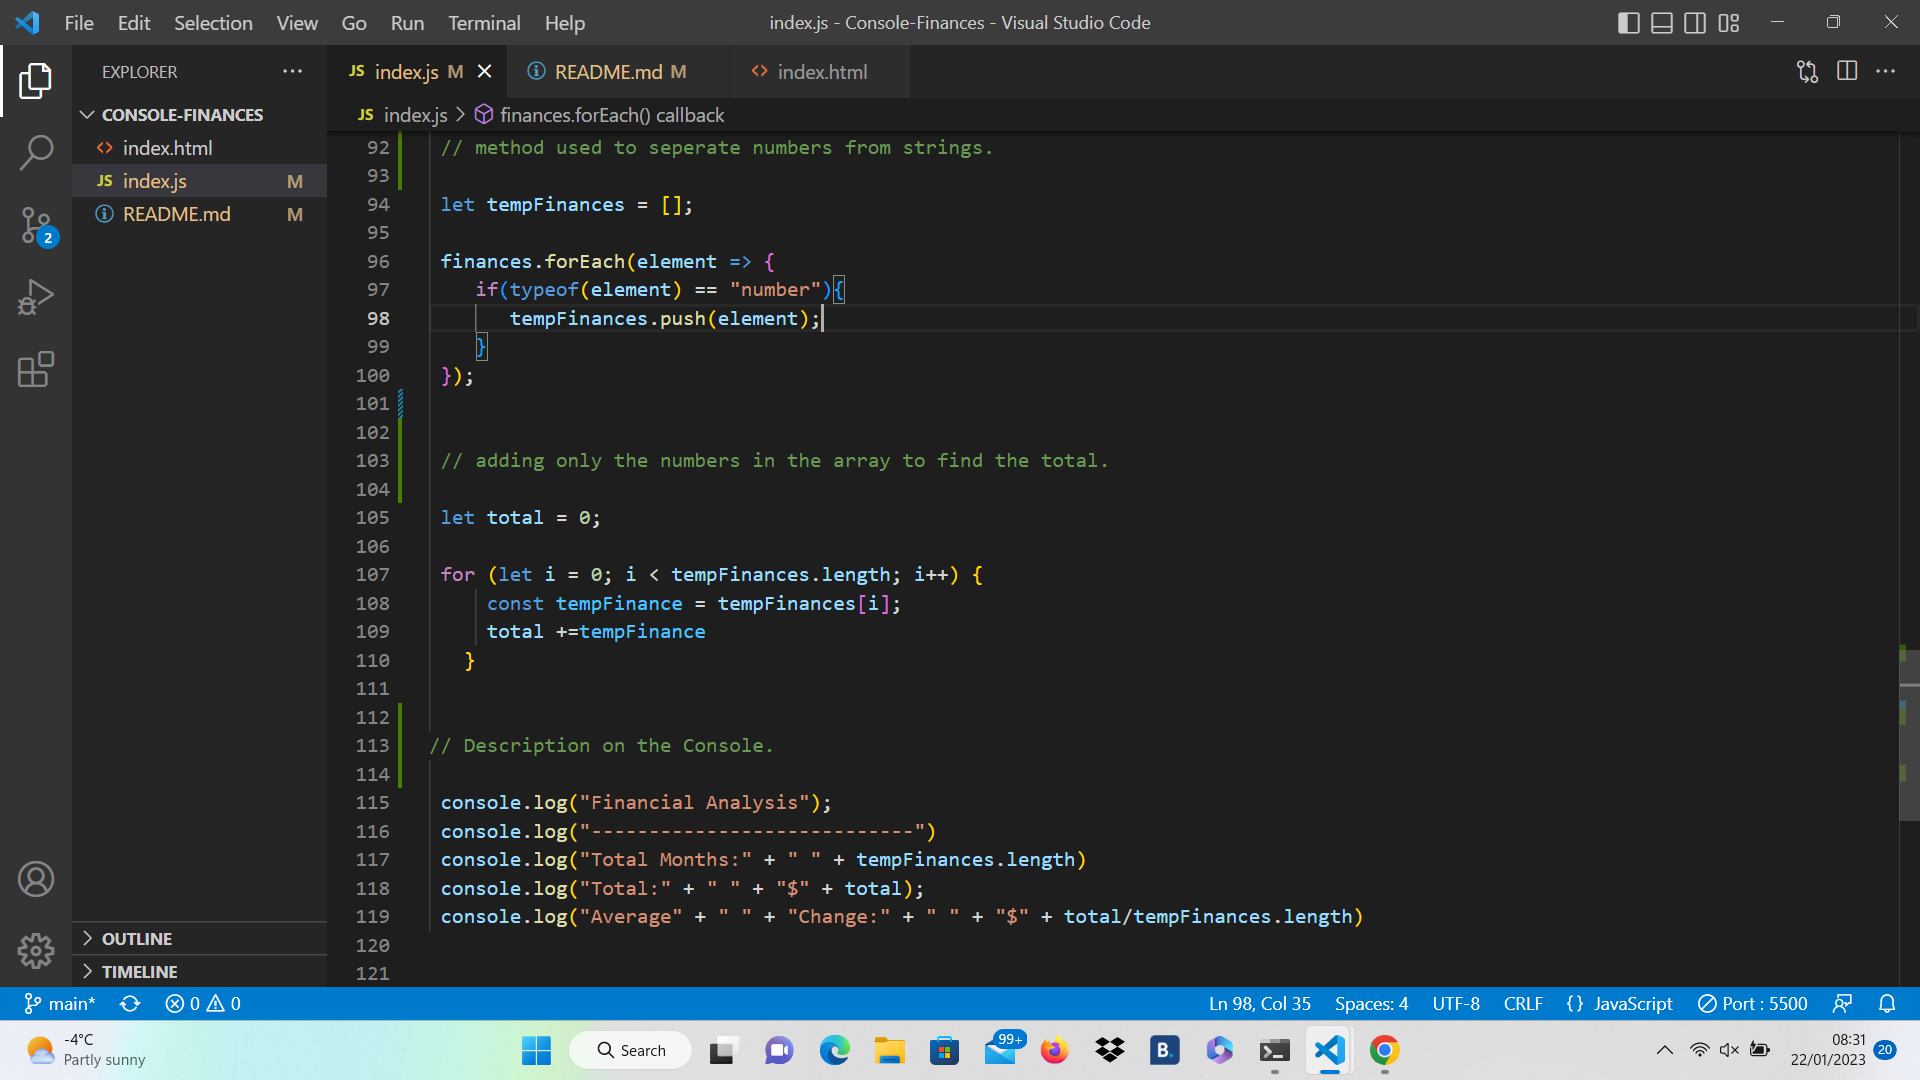 File Edit Selection View Go Run Terminal Help
index.js - Console-Finances - Visual Studio Code
EXPLORER
CONSOLE-FINANCES
index.html
JS index.js M
README.md M
2
JS index.js M
README.md M
index.html
JS index.js > finances.forEach() callback
92 // method used to seperate numbers from strings.
93
94 let tempFinances = [];
95
96 finances.forEach(element => {
97 if(typeof(element) == "number"){
98 tempFinances.push(element);
99 }
100 });
101
102
103 // adding only the numbers in the array to find the total.
104
105 let total = 0;
106
107 for (let i = 0; i < tempFinances.length; i++) {
108 const tempFinance = tempFinances[i];
109 total +=tempFinance
110 }
111
112
113 // Description on the Console.
114
115 console.log("Financial Analysis");
116 console.log("----------------------------")
117 console.log("Total Months:" + " " + tempFinances.length)
118 console.log("Total:" + " " + "$" + total);
119 console.log("Average" + " " + "Change:" + " " + "$" + total/tempFinances.length)
120
121
OUTLINE
TIMELINE
main* 0 0
Ln 98, Col 35 Spaces: 4 UTF-8 CRLF {} JavaScript Port : 5500
-4°C
Partly sunny
Search
99+
B.
08:31
22/01/2023
20